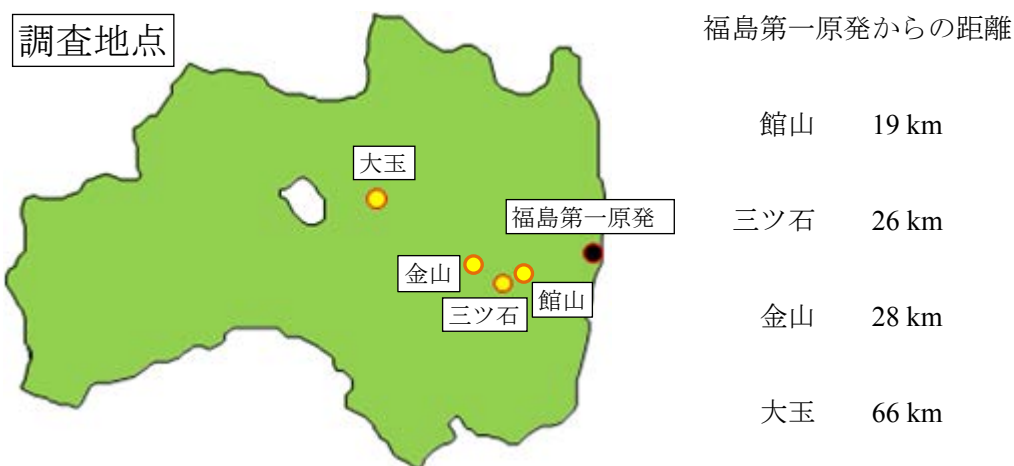 調査地点
大玉
福島第一原発
金山
三ツ石
館山
福島第一原発からの距離
館山 19 km
三ツ石 26 km
金山 28 km
大玉 66 km